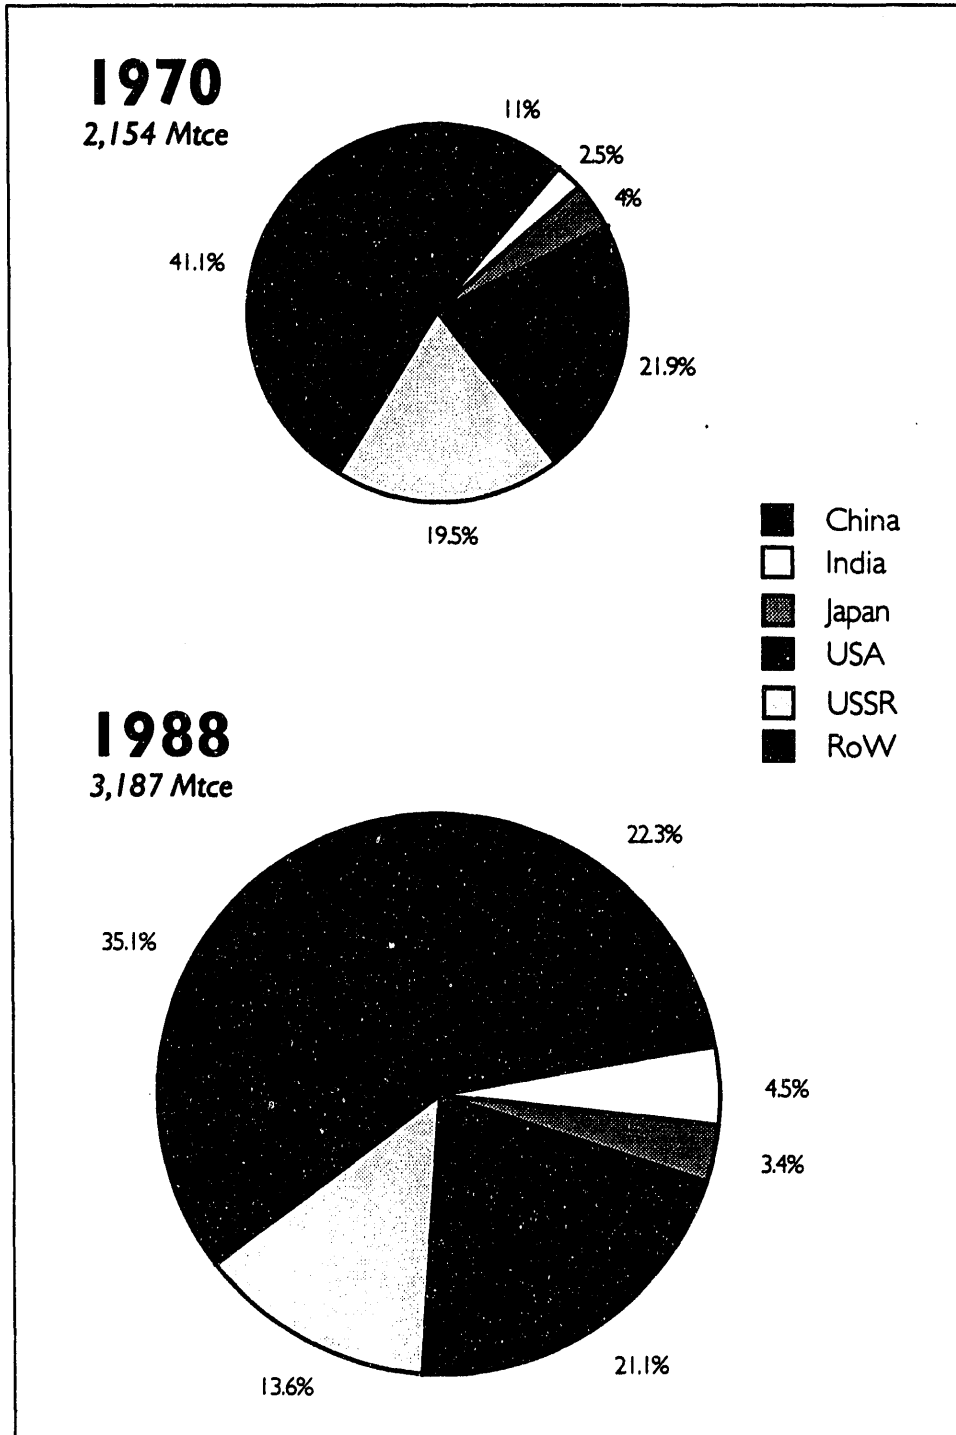 1970
2,154 Mtce
11%
2.5%
4%
41.1%
21.9%
19.5%
China
India
Japan
USA
USSR
RoW
1988
3,187 Mtce
22.3%
35.1%
4.5%
3.4%
21.1%
13.6%